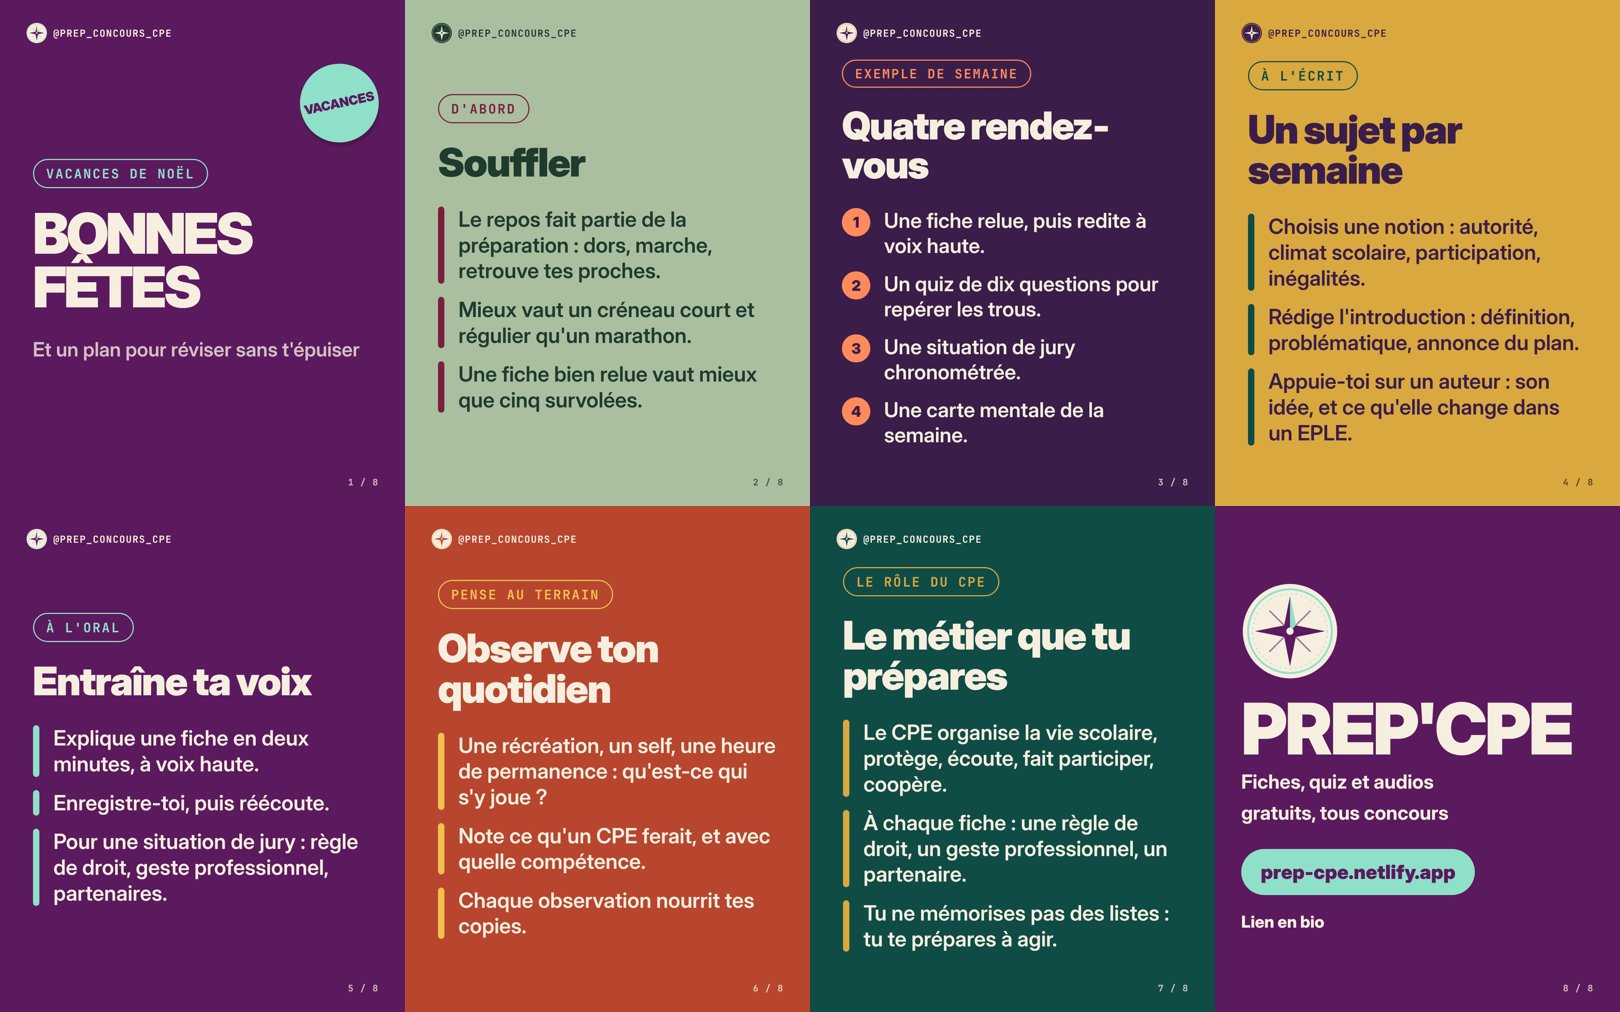 @PREP_CONCOURS_CPE
VACANCES
VACANCES DE NOËL
BONNES
FÊTES
Et un plan pour réviser sans t'épuiser
1 / 8
@PREP_CONCOURS_CPE
D'ABORD
Souffler
Le repos fait partie de la
préparation : dors, marche,
retrouve tes proches.
Mieux vaut un créneau court et
régulier qu'un marathon.
Une fiche bien relue vaut mieux
que cinq survolées.
2 / 8
@PREP_CONCOURS_CPE
EXEMPLE DE SEMAINE
Quatre rendez-
vous
1 Une fiche relue, puis redite à
voix haute.
2 Un quiz de dix questions pour
repérer les trous.
3 Une situation de jury
chronométrée.
4 Une carte mentale de la
semaine.
3 / 8
@PREP_CONCOURS_CPE
À L'ÉCRIT
Un sujet par
semaine
Choisis une notion : autorité,
climat scolaire, participation,
inégalités.
Rédige l'introduction : définition,
problématique, annonce du plan.
Appuie-toi sur un auteur : son
idée, et ce qu'elle change dans
un EPLE.
4 / 8
@PREP_CONCOURS_CPE
À L'ORAL
Entraîne ta voix
Explique une fiche en deux
minutes, à voix haute.
Enregistre-toi, puis réécoute.
Pour une situation de jury : règle
de droit, geste professionnel,
partenaires.
5 / 8
@PREP_CONCOURS_CPE
PENSE AU TERRAIN
Observe ton
quotidien
Une récréation, un self, une heure
de permanence : qu'est-ce qui
s'y joue ?
Note ce qu'un CPE ferait, et avec
quelle compétence.
Chaque observation nourrit tes
copies.
6 / 8
@PREP_CONCOURS_CPE
LE RÔLE DU CPE
Le métier que tu
prépares
Le CPE organise la vie scolaire,
protège, écoute, fait participer,
coopère.
À chaque fiche : une règle de
droit, un geste professionnel, un
partenaire.
Tu ne mémorises pas des listes :
tu te prépares à agir.
7 / 8
PREP'CPE
Fiches, quiz et audios
gratuits, tous concours
prep-cpe.netlify.app
Lien en bio
8 / 8